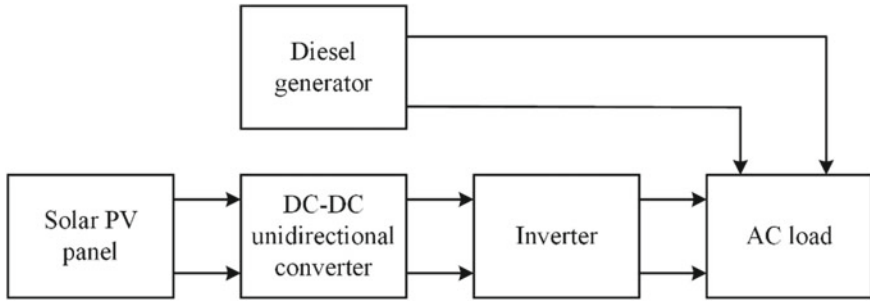 Diesel
generator
Solar PV
panel
DC-DC
unidirectional
converter
Inverter
AC load